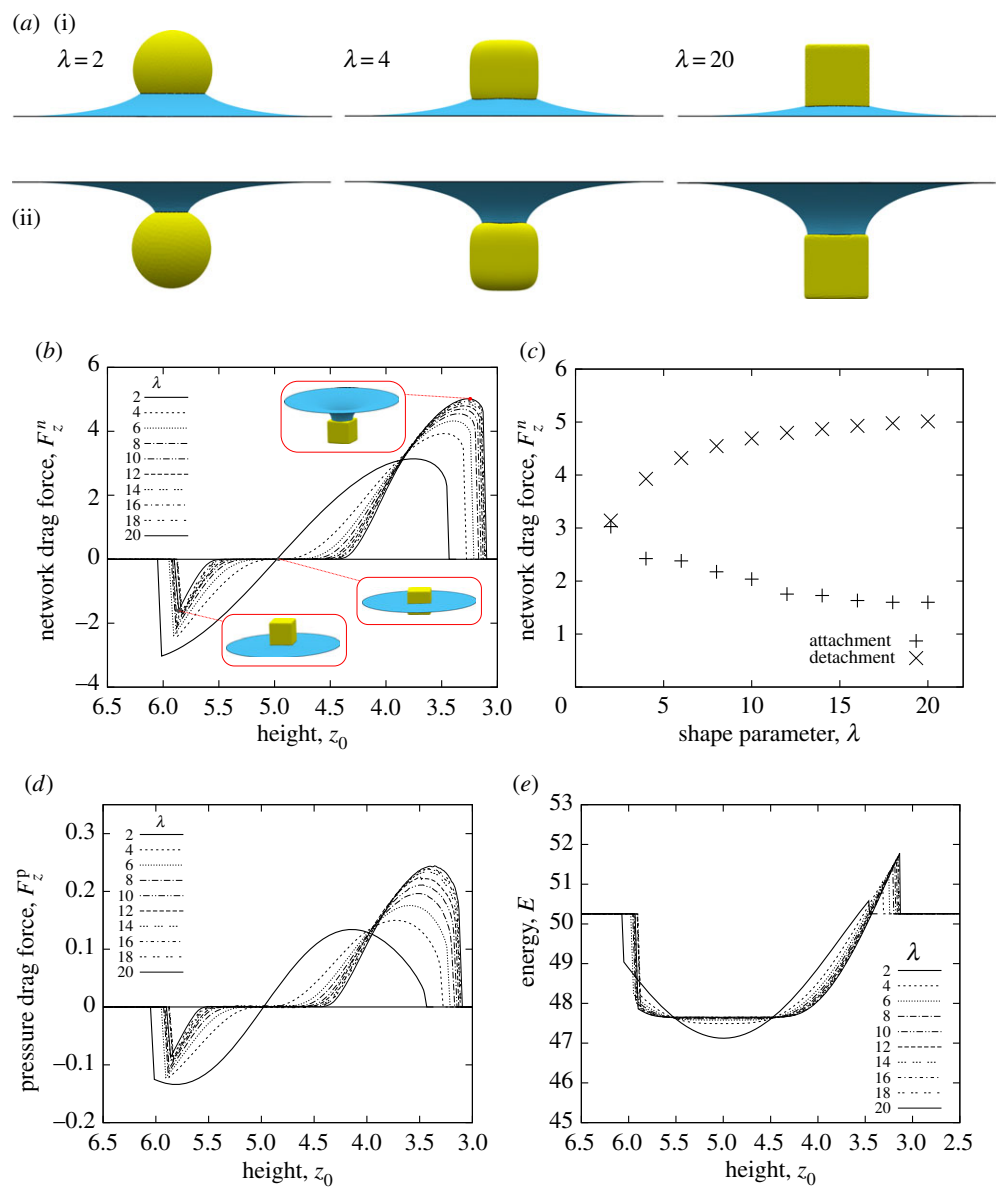 (a) (i)
λ = 2
λ = 4
λ = 20
(ii)
(b)
network drag force, F_z^n
6
4
2
0
−2
−4
λ
2
4
6
8
10
12
14
16
18
20
6.5 6.0 5.5 5.0 4.5 4.0 3.5 3.0
height, z_0
(c)
network drag force, F_z^n
6
5
4
3
2
1
0 5 10 15 20
attachment +
detachment ×
shape parameter, λ
(d)
pressure drag force, F_z^p
0.3
0.2
0.1
0
−0.1
−0.2
λ
2
4
6
8
10
12
14
16
18
20
6.5 6.0 5.5 5.0 4.5 4.0 3.5 3.0
height, z_0
(e)
energy, E
53
52
51
50
49
48
47
46
45
λ
2
4
6
8
10
12
14
16
18
20
6.5 6.0 5.5 5.0 4.5 4.0 3.5 3.0 2.5
height, z_0